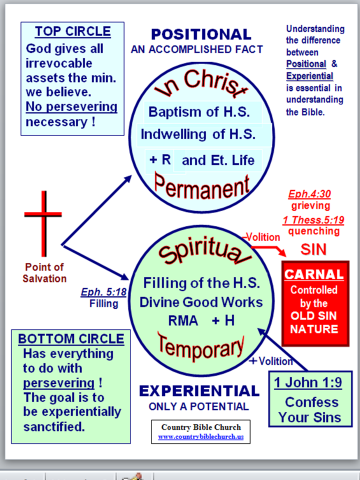 TOP CIRCLE
God gives all
irrevocable
assets the min.
we believe.
No persevering
necessary !
POSITIONAL
AN ACCOMPLISHED FACT
Understanding
the difference
between
Positional &
Experiential
is essential in
understanding
the Bible.
In Christ
Baptism of H.S.
Indwelling of H.S.
+ R and Et. Life
Permanent
Eph.4:30
grieving
1 Thess.5:19
quenching
–Volition
SIN
Point of
Salvation
Eph. 5:18
Filling
Spiritual
Filling of the H.S.
Divine Good Works
RMA + H
Temporary
CARNAL
Controlled
by the
OLD SIN
NATURE
+ Volition
BOTTOM CIRCLE
Has everything
to do with
persevering !
The goal is to
be experientially
sanctified.
1 John 1:9
Confess
Your Sins
EXPERIENTIAL
ONLY A POTENTIAL
Country Bible Church
www.countrybiblechurch.us